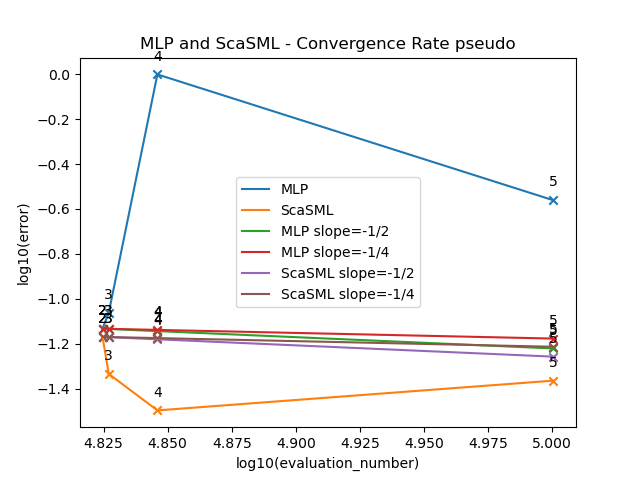 MLP and ScaSML - Convergence Rate pseudo
4
0.0
−0.2
−0.4
5
−0.6
MLP
ScaSML
MLP slope=-1/2
MLP slope=-1/4
ScaSML slope=-1/2
ScaSML slope=-1/4
−0.8
3
−1.0
2
3
4
5
−1.2
3
5
4
−1.4
4.825
4.850
4.875
4.900
4.925
4.950
4.975
5.000
log10(evaluation_number)
log10(error)